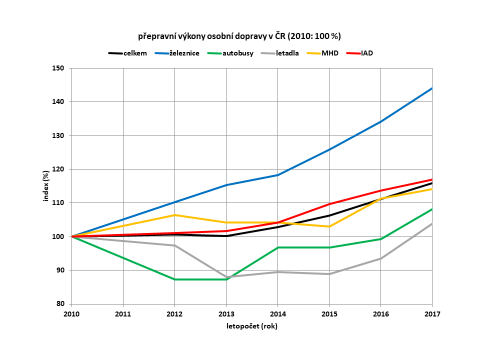 přepravní výkony osobní dopravy v ČR (2010: 100 %)
celkem železnice autobusy letadla MHD IAD
150
140
130
120
110
100
90
80
index (%)
2010 2011 2012 2013 2014 2015 2016 2017
letopočet (rok)